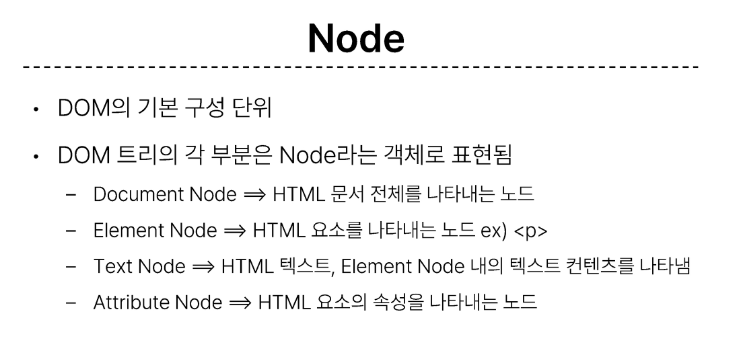 Node
• DOM의 기본 구성 단위
• DOM 트리의 각 부분은 Node라는 객체로 표현됨
– Document Node ⟹ HTML 문서 전체를 나타내는 노드
– Element Node ⟹ HTML 요소를 나타내는 노드 ex) <p>
– Text Node ⟹ HTML 텍스트, Element Node 내의 텍스트 컨텐츠를 나타냄
– Attribute Node ⟹ HTML 요소의 속성을 나타내는 노드